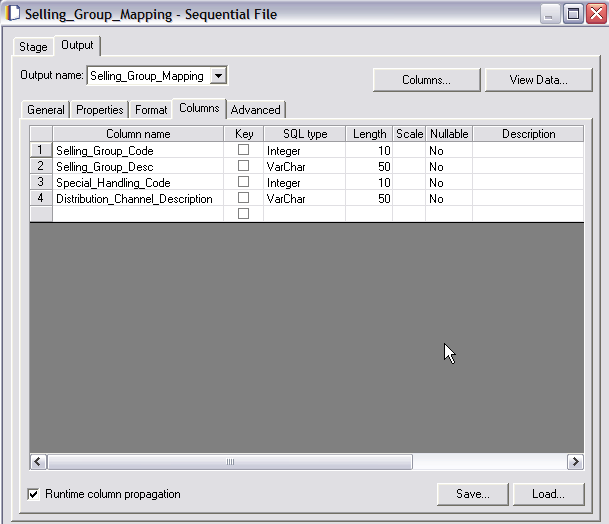 Selling_Group_Mapping - Sequential File
Stage Output
Output name: Selling_Group_Mapping
Columns... View Data...
General Properties Format Columns Advanced
Column name Key SQL type Length Scale Nullable Description
1 Selling_Group_Code Integer 10 No
2 Selling_Group_Desc VarChar 50 No
3 Special_Handling_Code Integer 10 No
4 Distribution_Channel_Description VarChar 50 No
Runtime column propagation Save... Load...